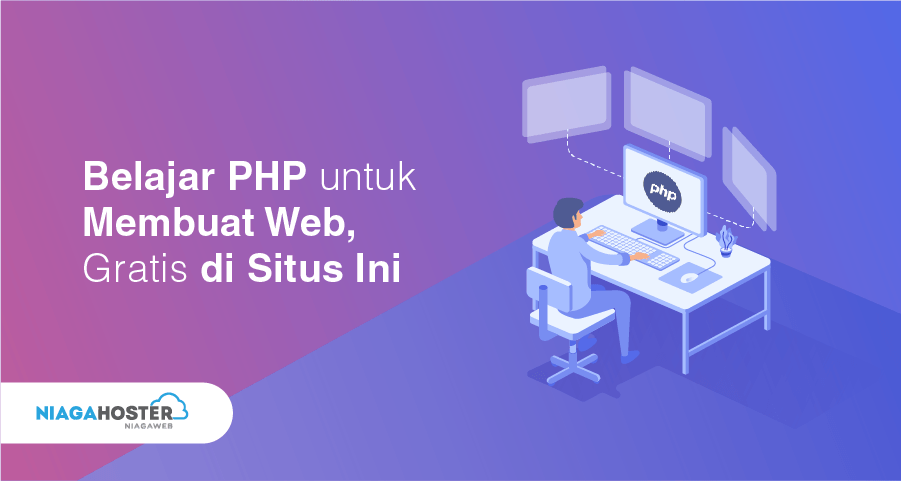 Belajar PHP untuk
Membuat Web,
Gratis di Situs Ini
php
NIAGAHOSTER
NIAGAWEB